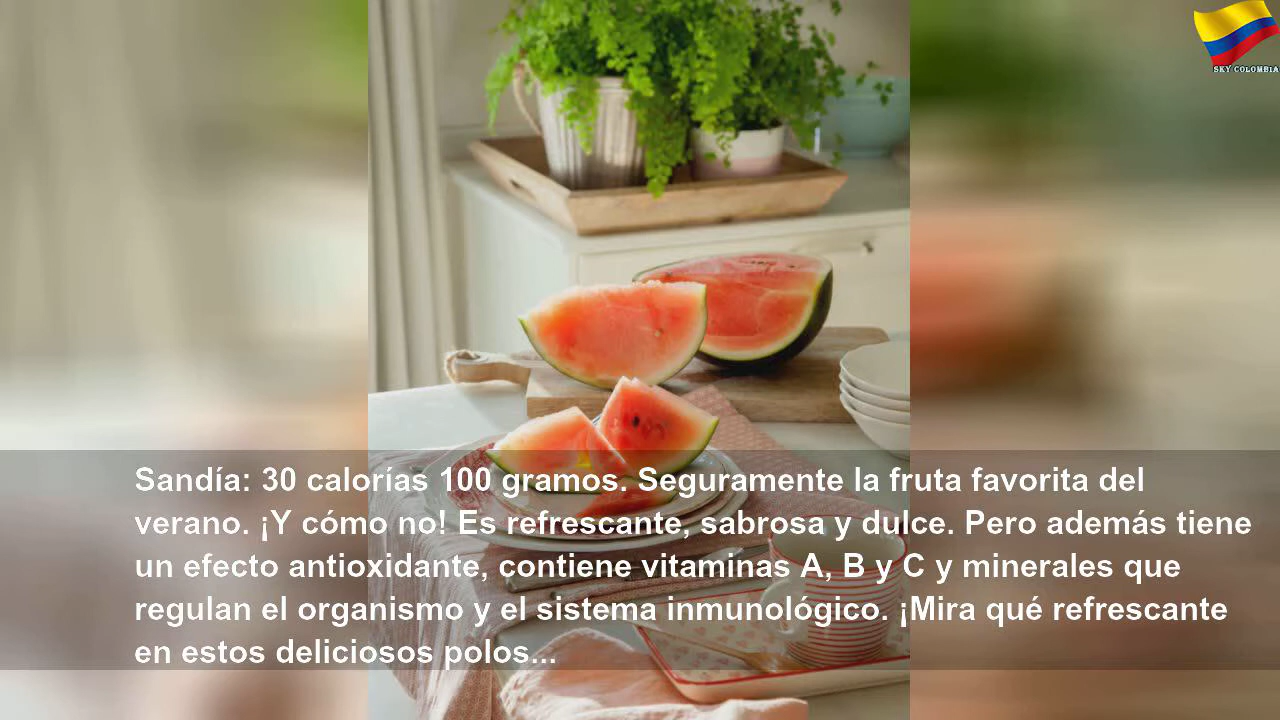 SKY COLOMBIA
Sandía: 30 calorías 100 gramos. Seguramente la fruta favorita del
verano. ¡Y cómo no! Es refrescante, sabrosa y dulce. Pero además tiene
un efecto antioxidante, contiene vitaminas A, B y C y minerales que
regulan el organismo y el sistema inmunológico. ¡Mira qué refrescante
en estos deliciosos polos...